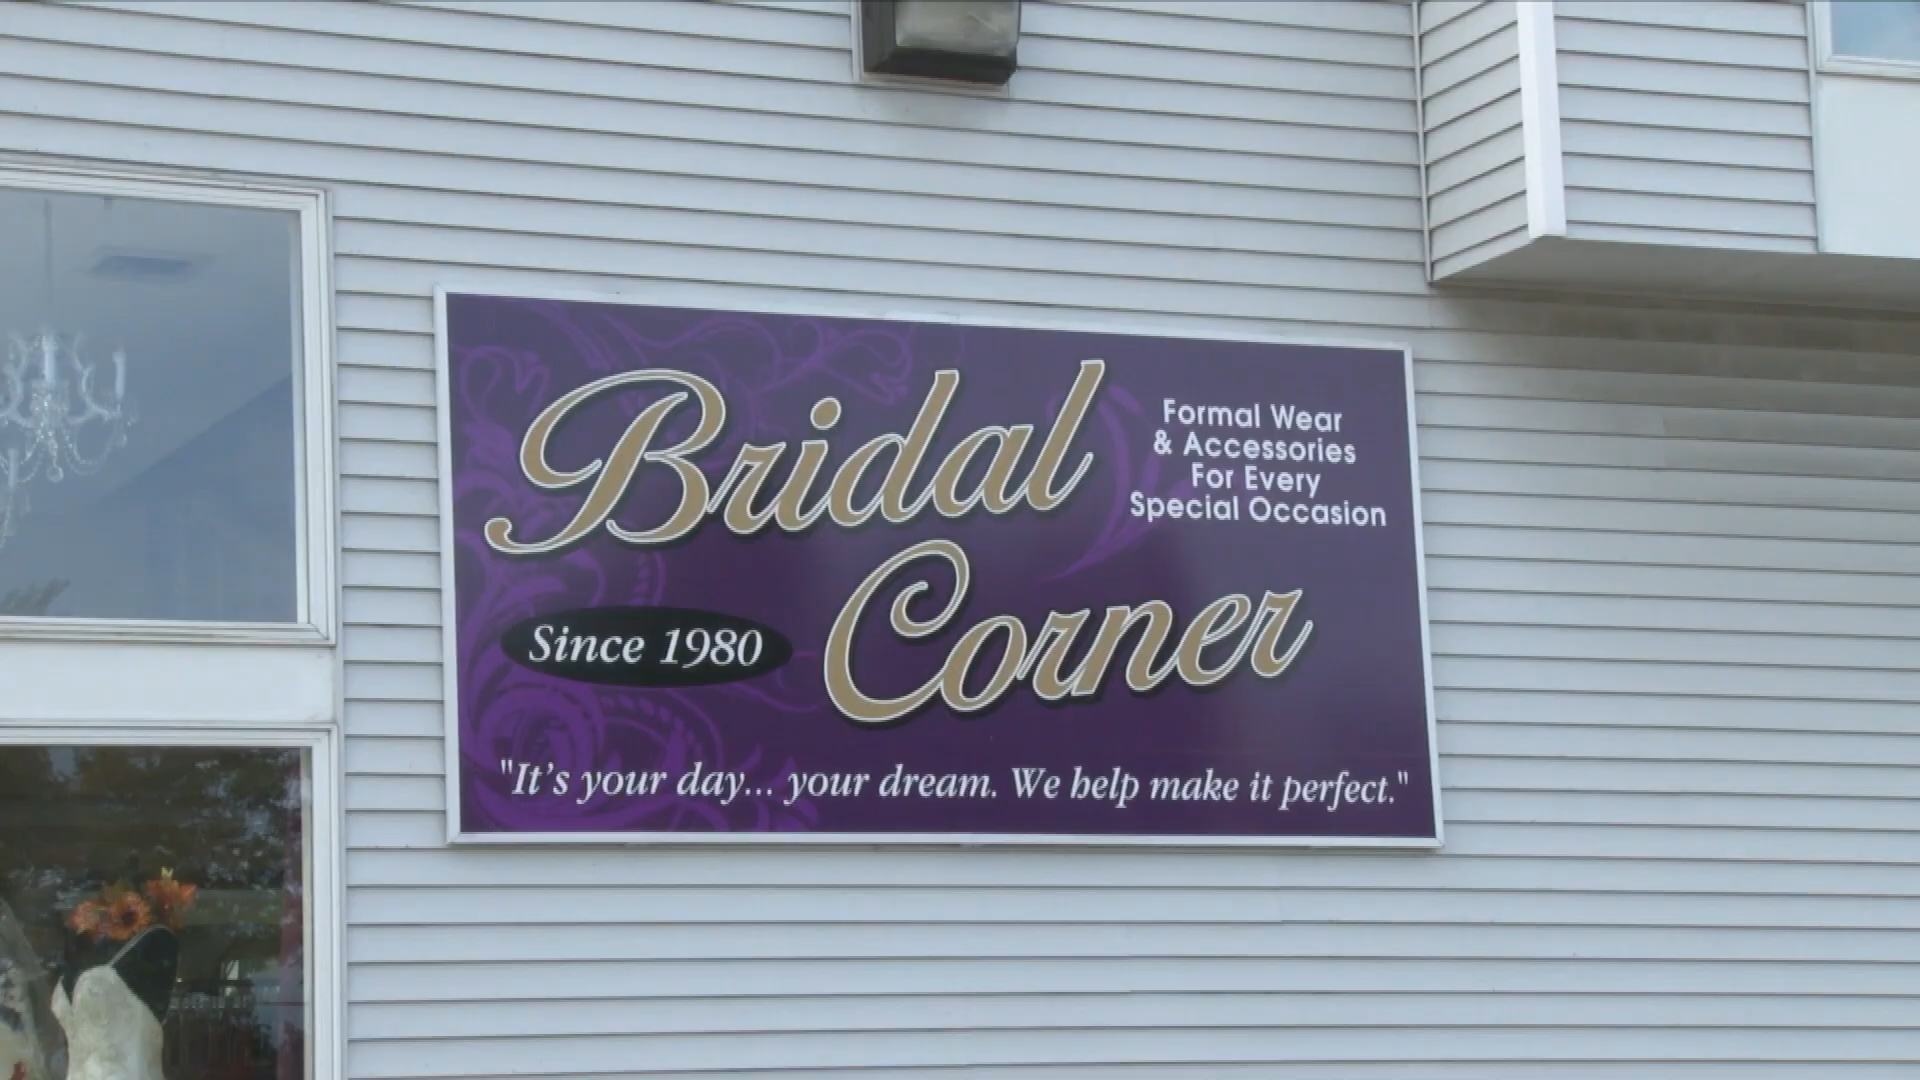 Bridal
Corner
Formal Wear
& Accessories
For Every
Special Occasion
Since 1980
"It's your day... your dream. We help make it perfect."